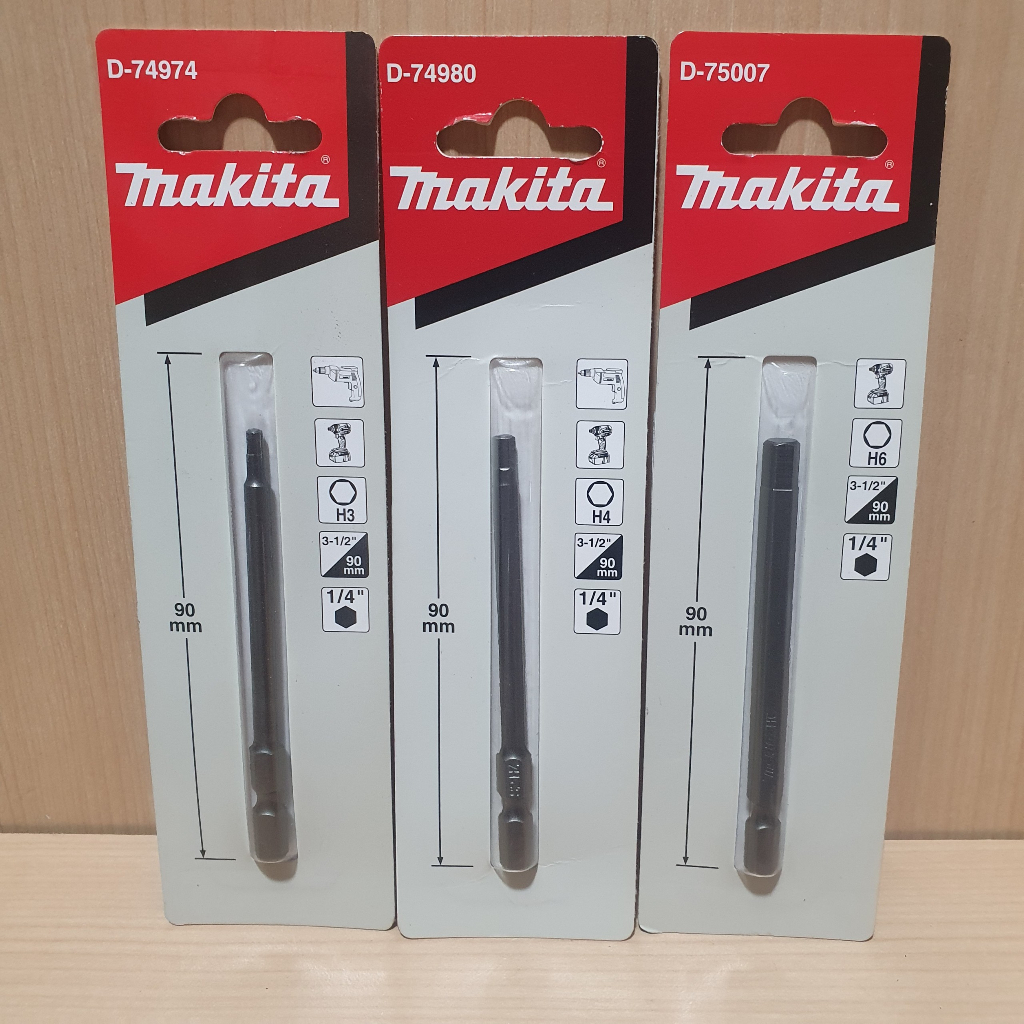 D-74974
makita®
H3
3-1/2"
90
mm
1/4"
90
mm
D-74980
makita®
H4
3-1/2"
90
mm
1/4"
90
mm
D-75007
makita®
H6
3-1/2"
90
mm
1/4"
90
mm